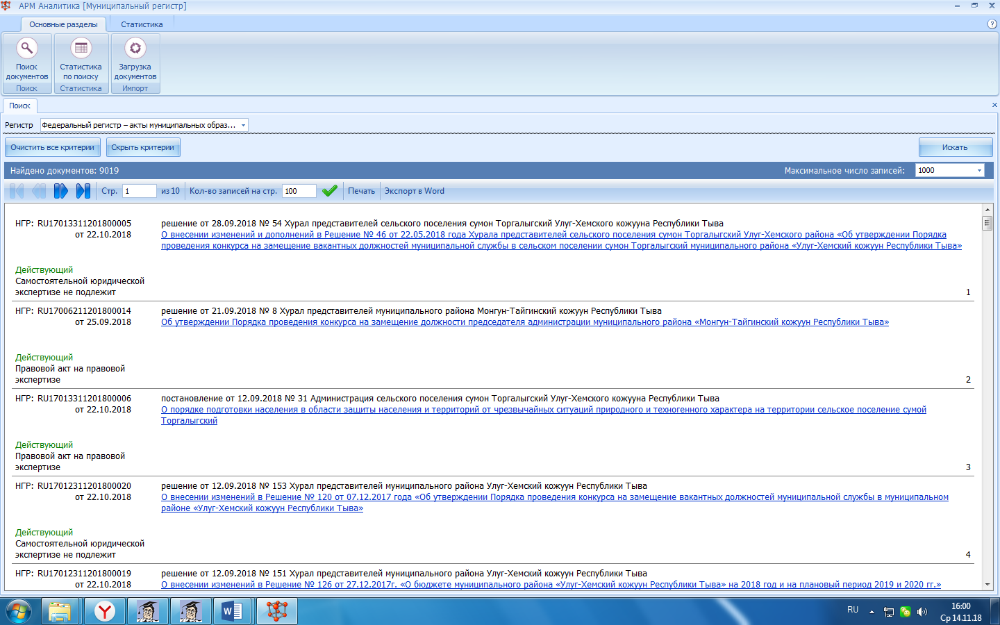 АРМ Аналитика [Муниципальный регистр]
Основные разделы
Статистика
Поиск документов
Статистика по поиску
Загрузка документов
Поиск
Статистика
Импорт
Поиск
Регистр
Федеральный регистр – акты муниципальных образ...
Очистить все критерии
Скрыть критерии
Искать
Найдено документов: 9019
Максимальное число записей:
1000
Стр. 1 из 10
Кол-во записей на стр. 100
Печать
Экспорт в Word
НГР: RU17013311201800005
от 22.10.2018
решение от 28.09.2018 № 54 Хурал представителей сельского поселения сумон Торгалыгский Улуг-Хемского кожууна Республики Тыва
О внесении изменений и дополнений в Решение № 46 от 22.05.2018 года Хурала представителей сельского поселения сумон Торгалыгский Улуг-Хемского района «Об утверждении Порядка
проведения конкурса на замещение вакантных должностей муниципальной службы в сельском поселении сумон Торгалыгский муниципального района «Улуг-Хемский кожуун Республики Тыва»
Действующий
Самостоятельной юридической
экспертизе не подлежит
1
НГР: RU17006211201800014
от 25.09.2018
решение от 21.09.2018 № 8 Хурал представителей муниципального района Монгун-Тайгинский кожуун Республики Тыва
Об утверждении Порядка проведения конкурса на замещение должности председателя администрации муниципального района «Монгун-Тайгинский кожуун Республики Тыва»
Действующий
Правовой акт на правовой
экспертизе
2
НГР: RU17013311201800006
от 22.10.2018
постановление от 12.09.2018 № 31 Администрация сельского поселения сумон Торгалыгский Улуг-Хемского кожууна Республики Тыва
О порядке подготовки населения в области защиты населения и территорий от чрезвычайных ситуаций природного и техногенного характера на территории сельское поселение сумой
Торгалыгский
Действующий
Правовой акт на правовой
экспертизе
3
НГР: RU17012311201800020
от 22.10.2018
решение от 12.09.2018 № 153 Хурал представителей муниципального района Улуг-Хемский кожуун Республики Тыва
О внесении изменений в Решение № 120 от 07.12.2017 года «Об утверждении Порядка проведения конкурса на замещение вакантных должностей муниципальной службы в муниципальном
районе «Улуг-Хемский кожуун Республики Тыва»
Действующий
Самостоятельной юридической
экспертизе не подлежит
4
НГР: RU17012311201800019
от 22.10.2018
решение от 12.09.2018 № 151 Хурал представителей муниципального района Улуг-Хемский кожуун Республики Тыва
О внесении изменений в Решение № 126 от 27.12.2017г. «О бюджете муниципального района «Улуг-Хемский кожуун Республики Тыва» на 2018 год и на плановый период 2019 и 2020 гг.»
RU
16:00
Ср 14.11.18